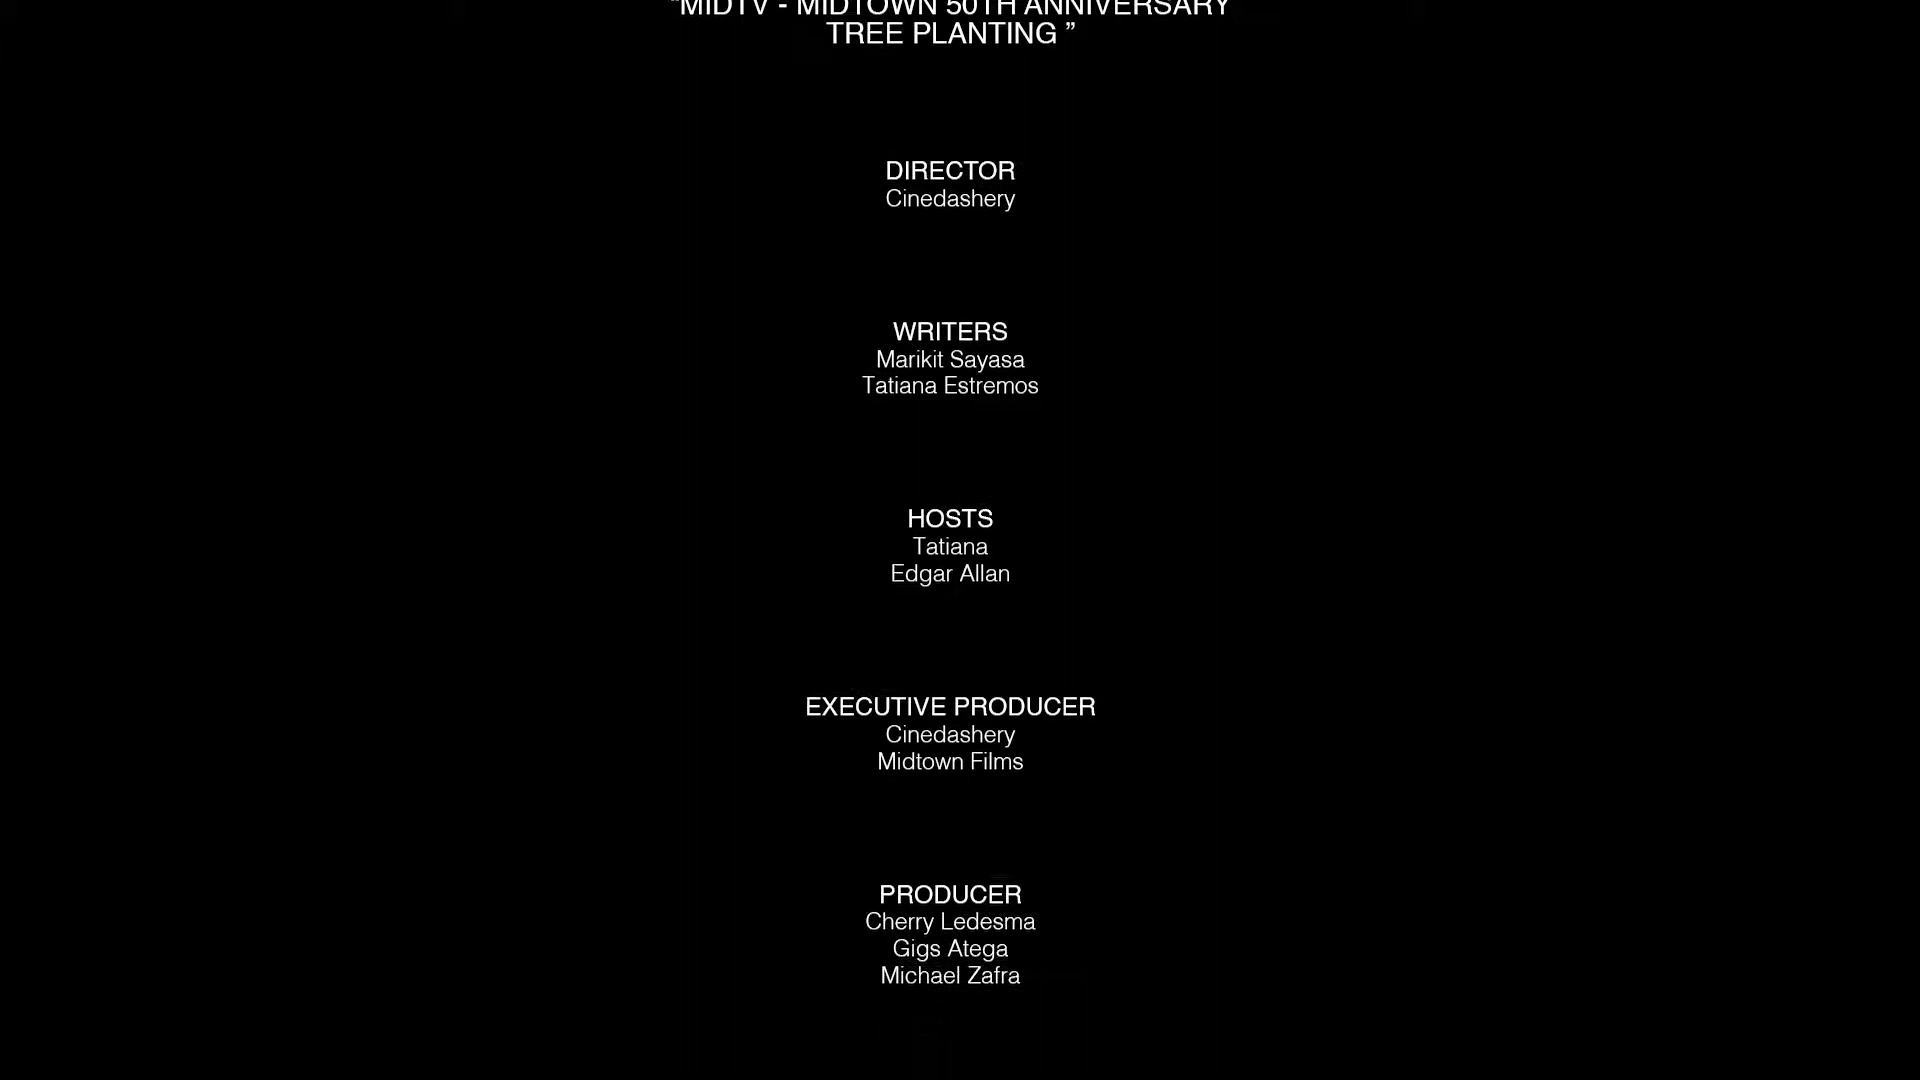 “MIDTV - MIDTOWN 50TH ANNIVERSARY
TREE PLANTING ”
DIRECTOR
Cinedashery
WRITERS
Marikit Sayasa
Tatiana Estremos
HOSTS
Tatiana
Edgar Allan
EXECUTIVE PRODUCER
Cinedashery
Midtown Films
PRODUCER
Cherry Ledesma
Gigs Atega
Michael Zafra